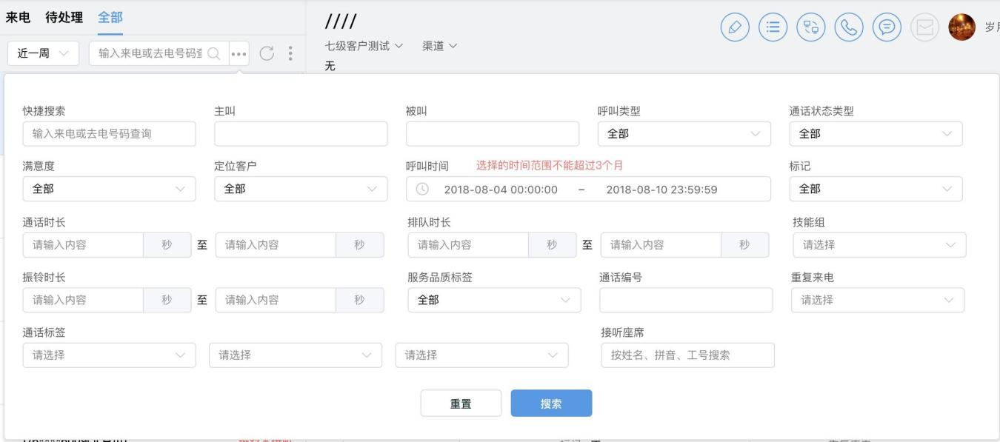 来电 待处理 全部
////
近一周 输入来电或去电号码查
七级客户测试 渠道
无
快捷搜索 主叫 被叫 呼叫类型 通话状态类型
输入来电或去电号码查询 全部 全部
满意度 定位客户 呼叫时间 选择的时间范围不能超过3个月 标记
全部 全部 2018-08-04 00:00:00 – 2018-08-10 23:59:59 全部
通话时长 排队时长 技能组
请输入内容 秒 至 请输入内容 秒 请输入内容 秒 至 请输入内容 秒 请选择
振铃时长 服务品质标签 通话编号 重复来电
请输入内容 秒 至 请输入内容 秒 全部 请选择
通话标签 接听座席
请选择 请选择 请选择 按姓名、拼音、工号搜索
重置 搜索